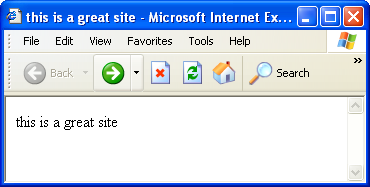 this is a great site - Microsoft Internet Ex...
File Edit View Favorites Tools Help
Back Search
this is a great site